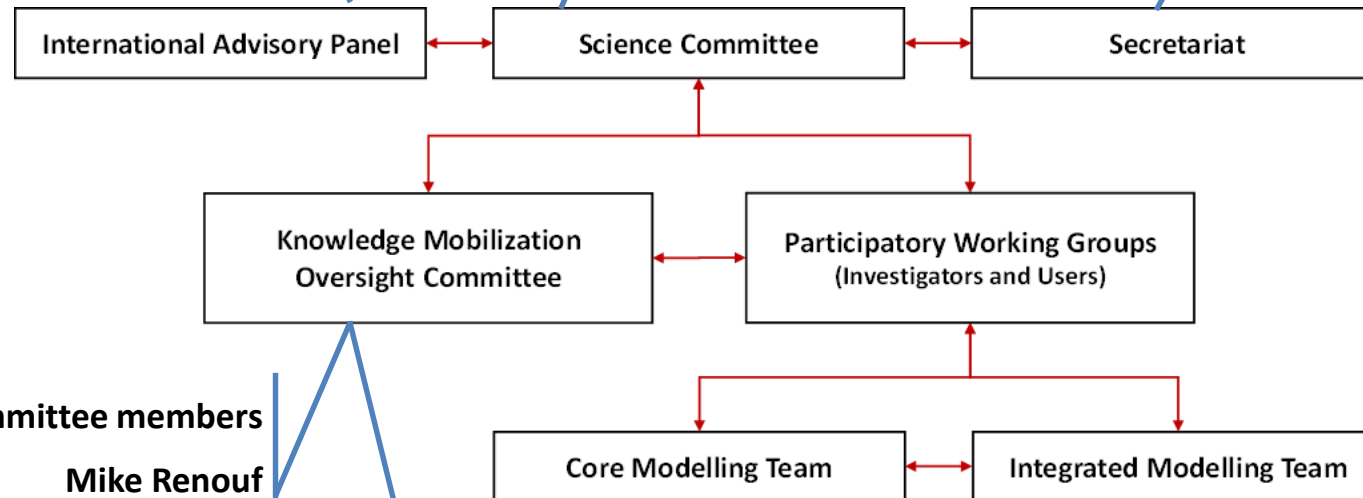 International Advisory Panel
Science Committee
Secretariat
Knowledge Mobilization
Oversight Committee
Participatory Working Groups
(Investigators and Users)
members
Mike Renouf
Core Modelling Team
Integrated Modelling Team